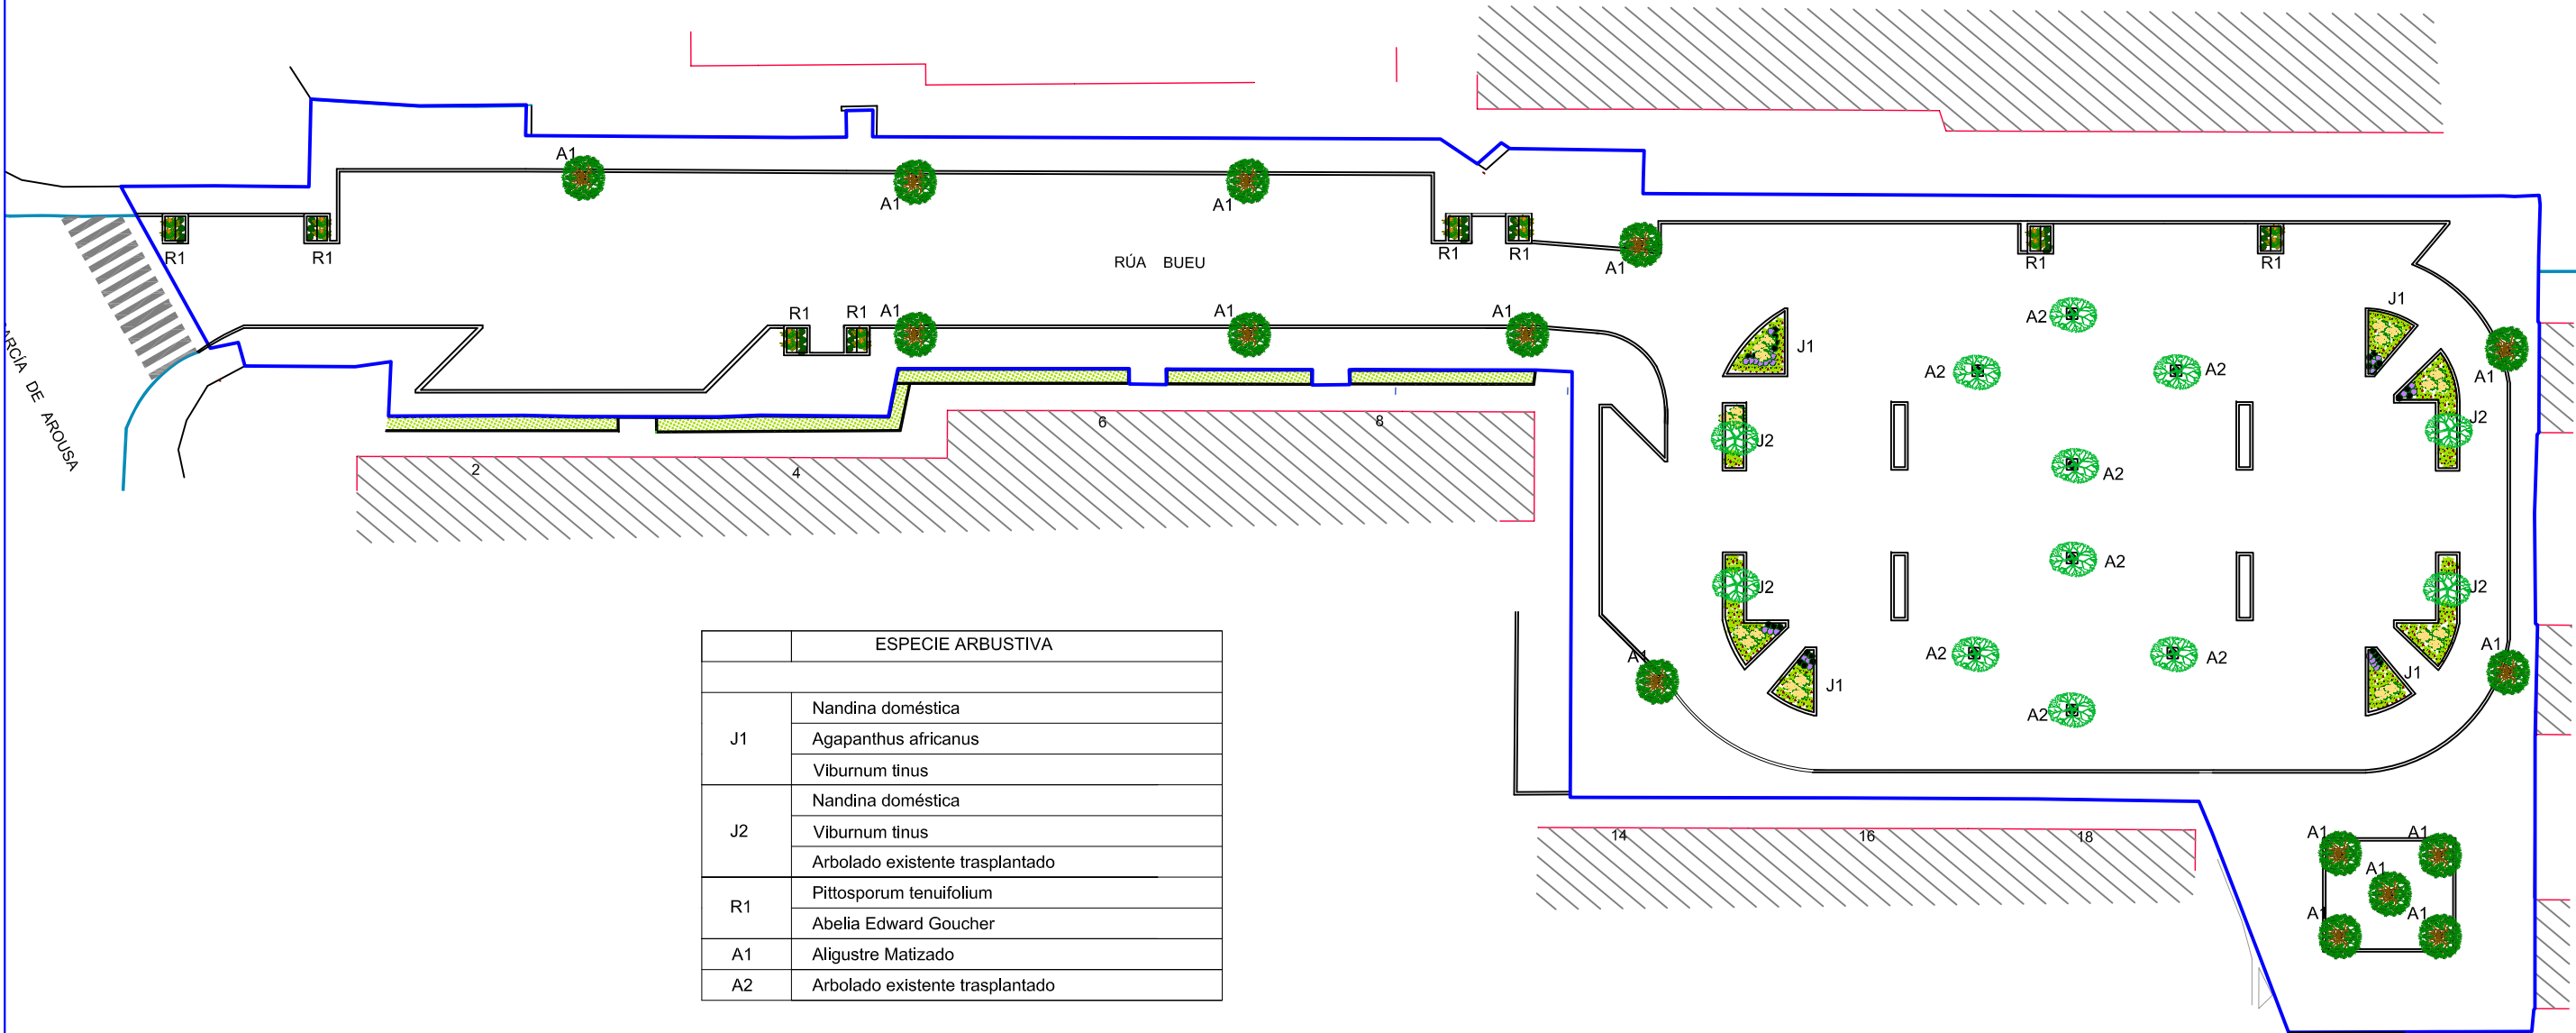 A1
A1
A1
R1
R1
R1
R1
A1
R1
R1
RÚA BUEU
R1
R1
A1
A1
A1
A2
J1
J1
A2
A2
A1
J2
J2
A2
A2
J2
J2
A1
A2
A2
A1
J1
J1
A2
DE AROUSA
2
4
6
8
14
16
18
A1
A1
A1
A1
A1
ESPECIE ARBUSTIVA
J1
Nandina doméstica
Agapanthus africanus
Viburnum tinus
J2
Nandina doméstica
Viburnum tinus
Arbolado existente trasplantado
R1
Pittosporum tenuifolium
Abelia Edward Goucher
A1
Aligustre Matizado
A2
Arbolado existente trasplantado